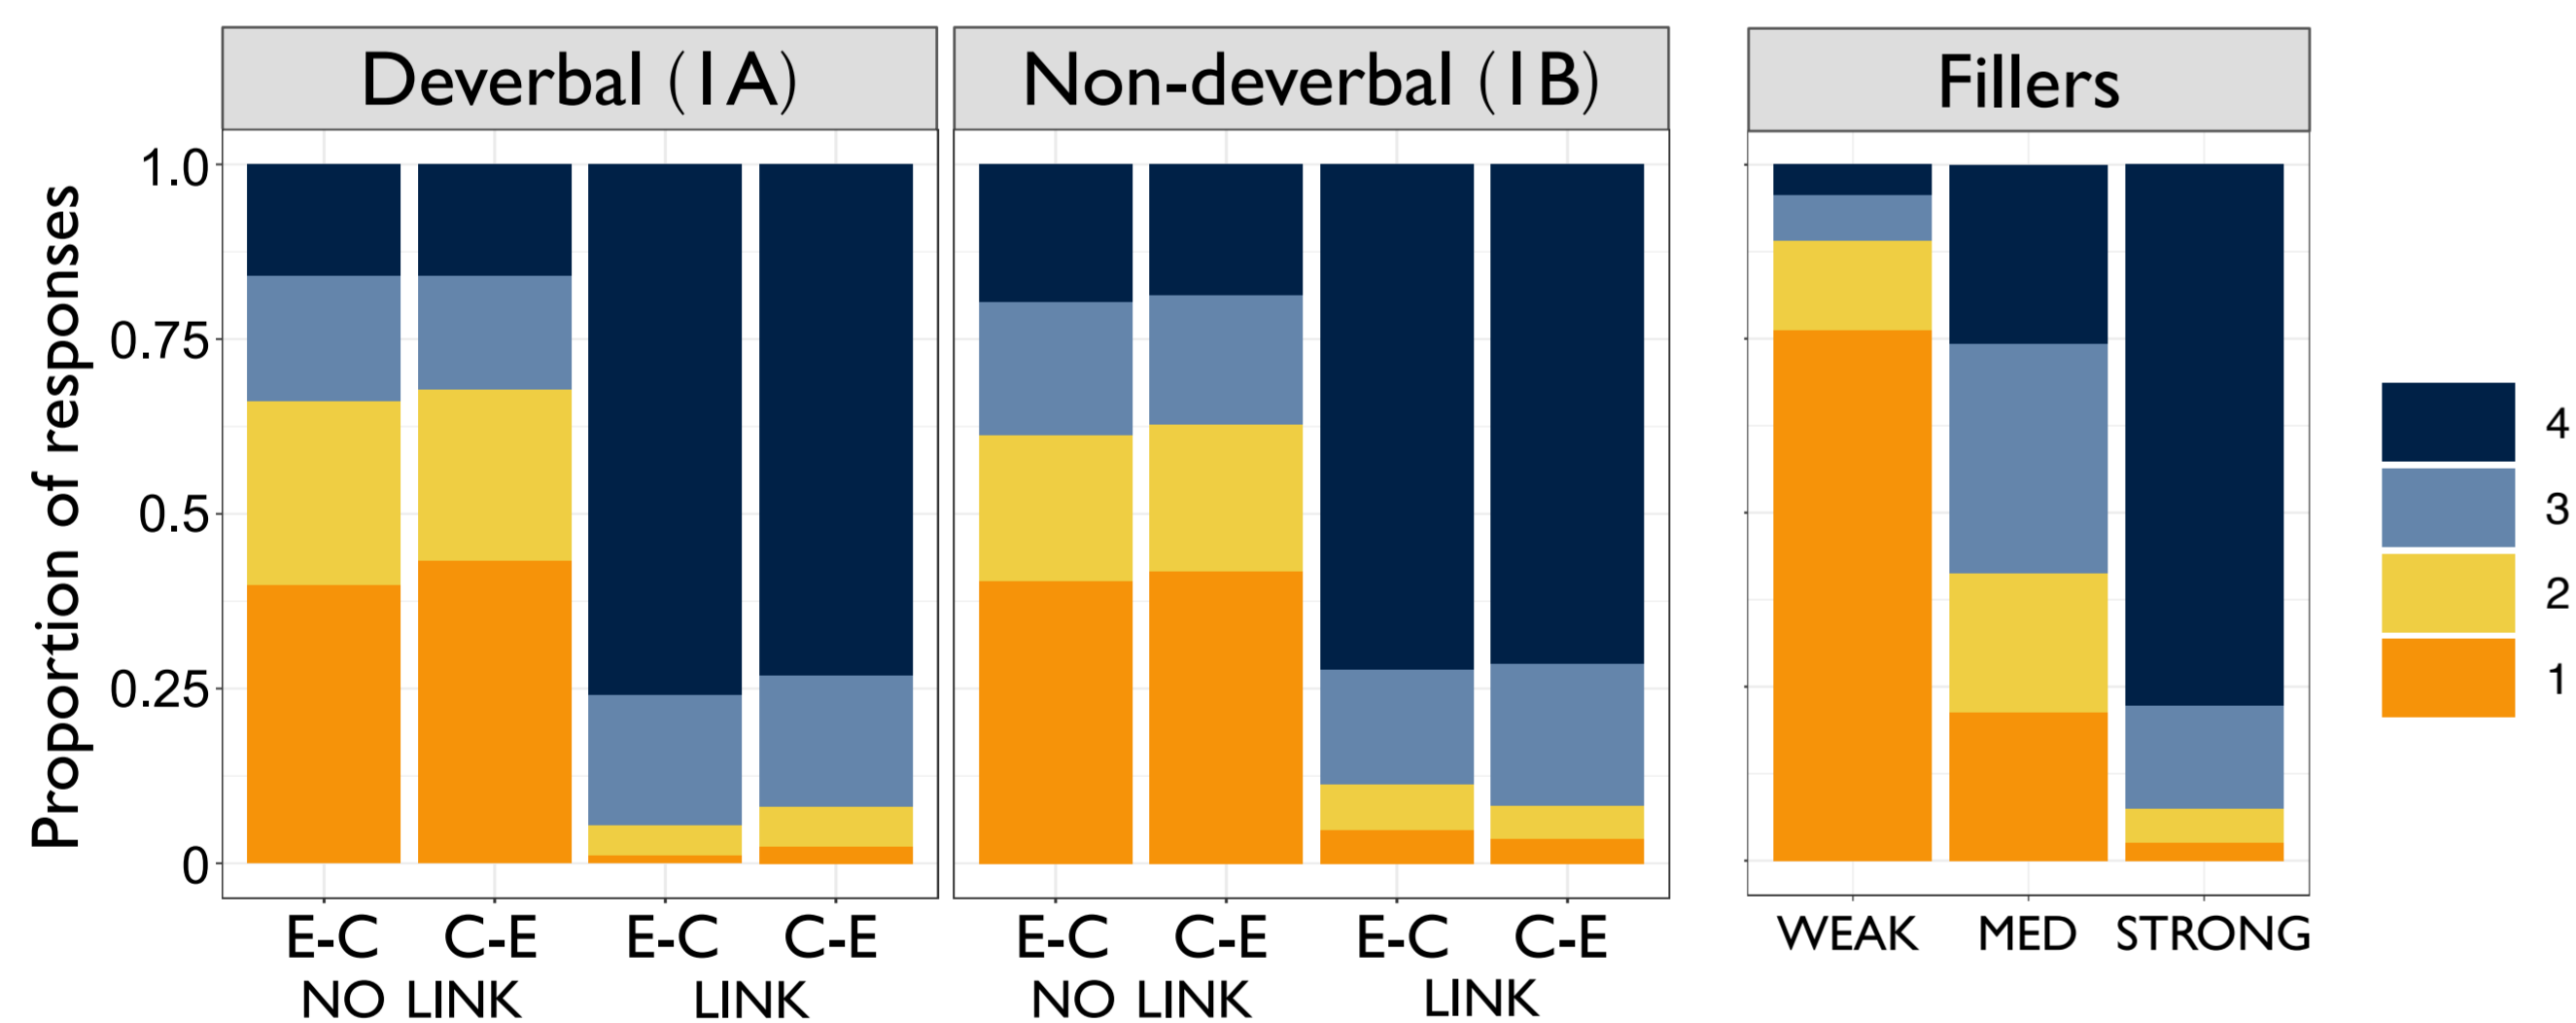 Deverbal (1A) Non-deverbal (1B) Fillers
Proportion of responses
1.0
0.75
0.5
0.25
0
4
3
2
1
E-C C-E E-C C-E E-C C-E E-C C-E WEAK MED STRONG
NO LINK LINK NO LINK LINK